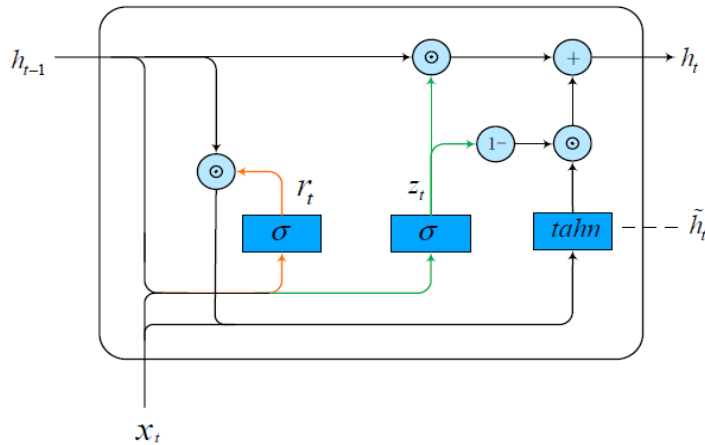 h_{t-1}
⊙
+
h_t
1-
⊙
⊙
r_t
z_t
σ
σ
tahn
h̃_t
x_t